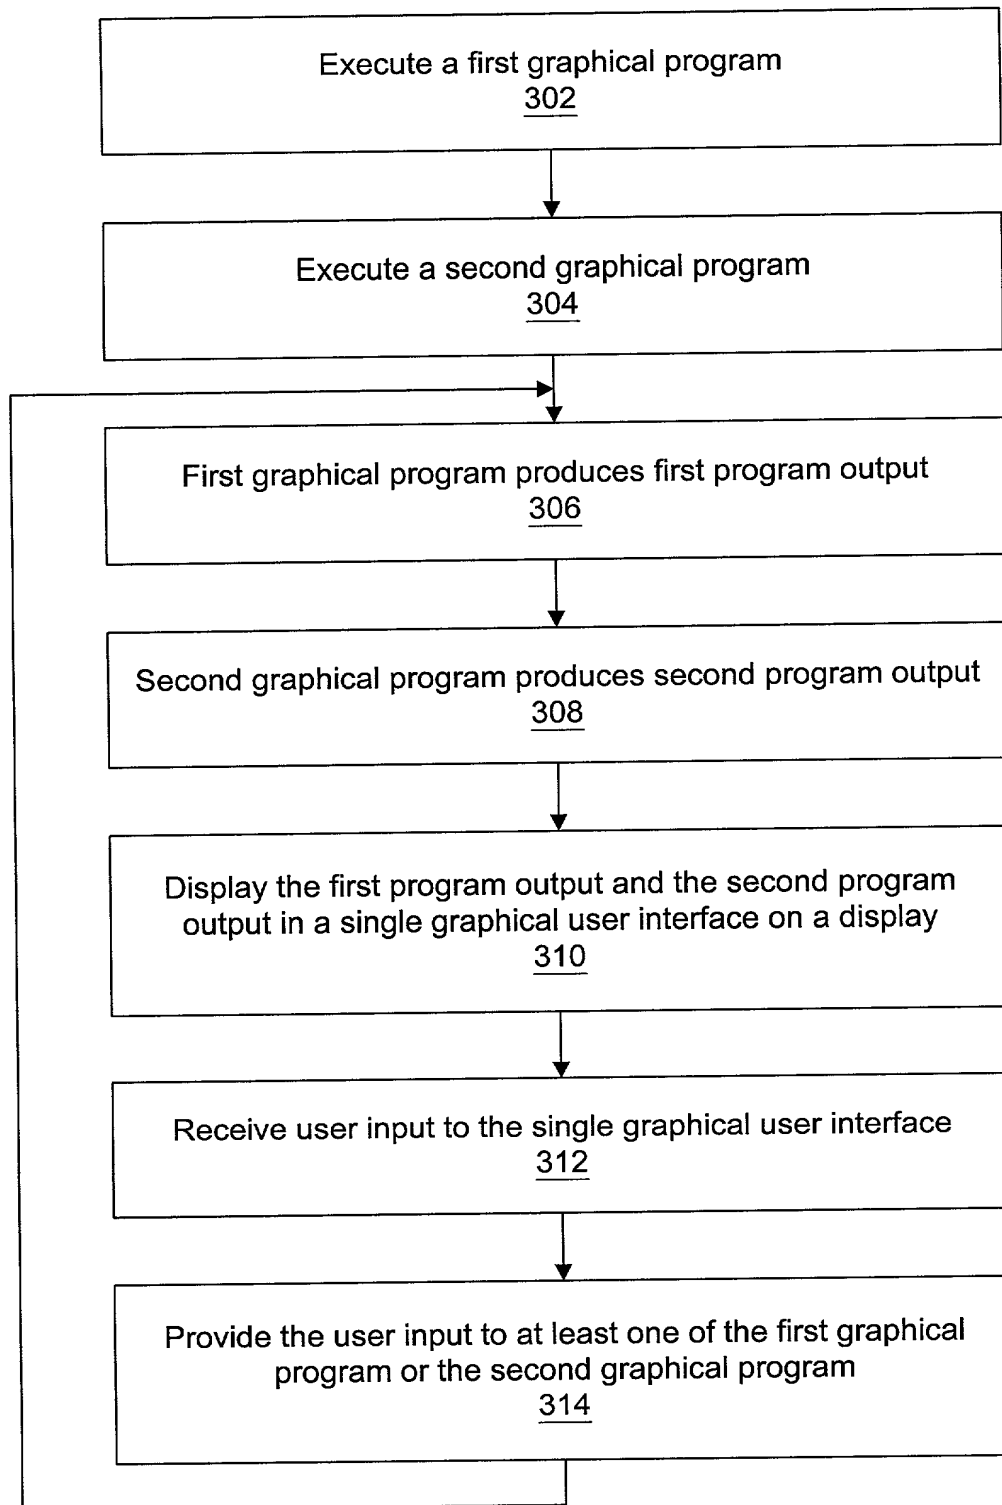 Execute a first graphical program
302
Execute a second graphical program
304
First graphical program produces first program output
306
Second graphical program produces second program output
308
Display the first program output and the second program
output in a single graphical user interface on a display
310
Receive user input to the single graphical user interface
312
Provide the user input to at least one of the first graphical
program or the second graphical program
314